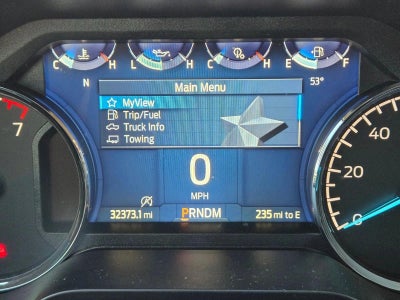 C H L H C H E F
N Main Menu 53°
MyView
Trip/Fuel
Truck Info
Towing
7
40
20
0
0
MPH
32373.1 mi PRNDM 235 mi to E